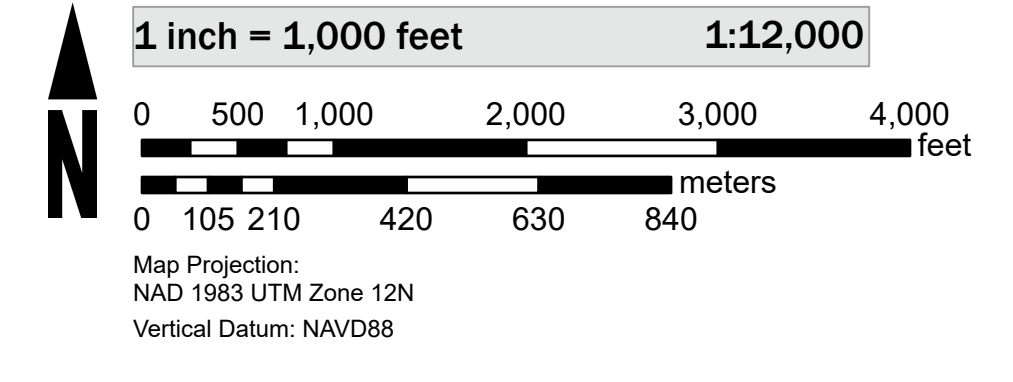 N
1 inch = 1,000 feet 1:12,000
0 500 1,000 2,000 3,000 4,000
feet
meters
0 105 210 420 630 840
Map Projection:
NAD 1983 UTM Zone 12N
Vertical Datum: NAVD88